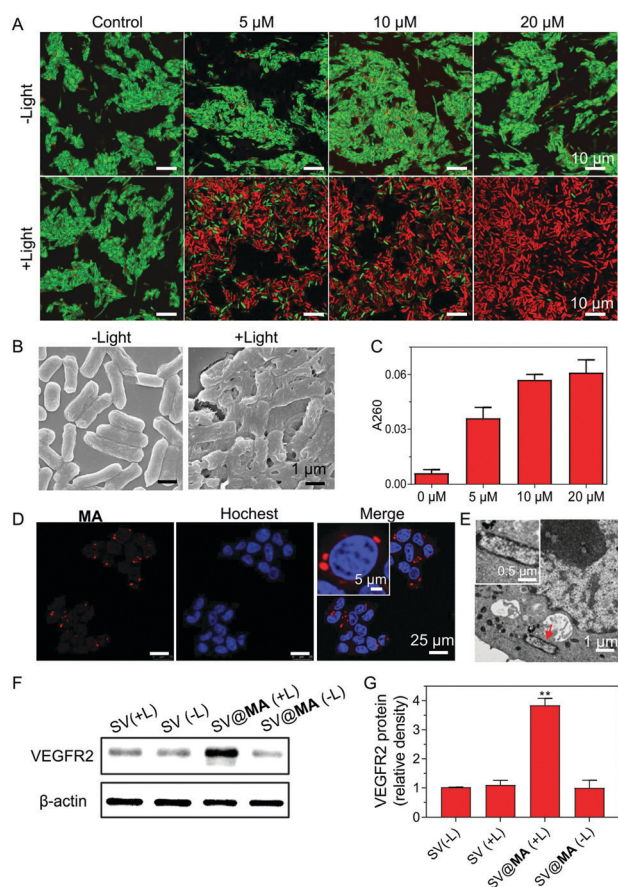 A
Control
5 μM
10 μM
20 μM
-Light
10 μm
+Light
10 μm
B
-Light
+Light
1 μm
C
A260
0.06
0.03
0.00
0 μM
5 μM
10 μM
20 μM
D
MA
Hochest
Merge
5 μm
25 μm
E
0.5 μm
1 μm
F
SV(+L)
SV (-L)
SV@MA (+L)
SV@MA (-L)
VEGFR2
β-actin
G
VEGFR2 protein
(relative density)
5
4
3
2
1
0
**
SV(-L)
SV (+L)
SV@MA (+L)
SV@MA (-L)